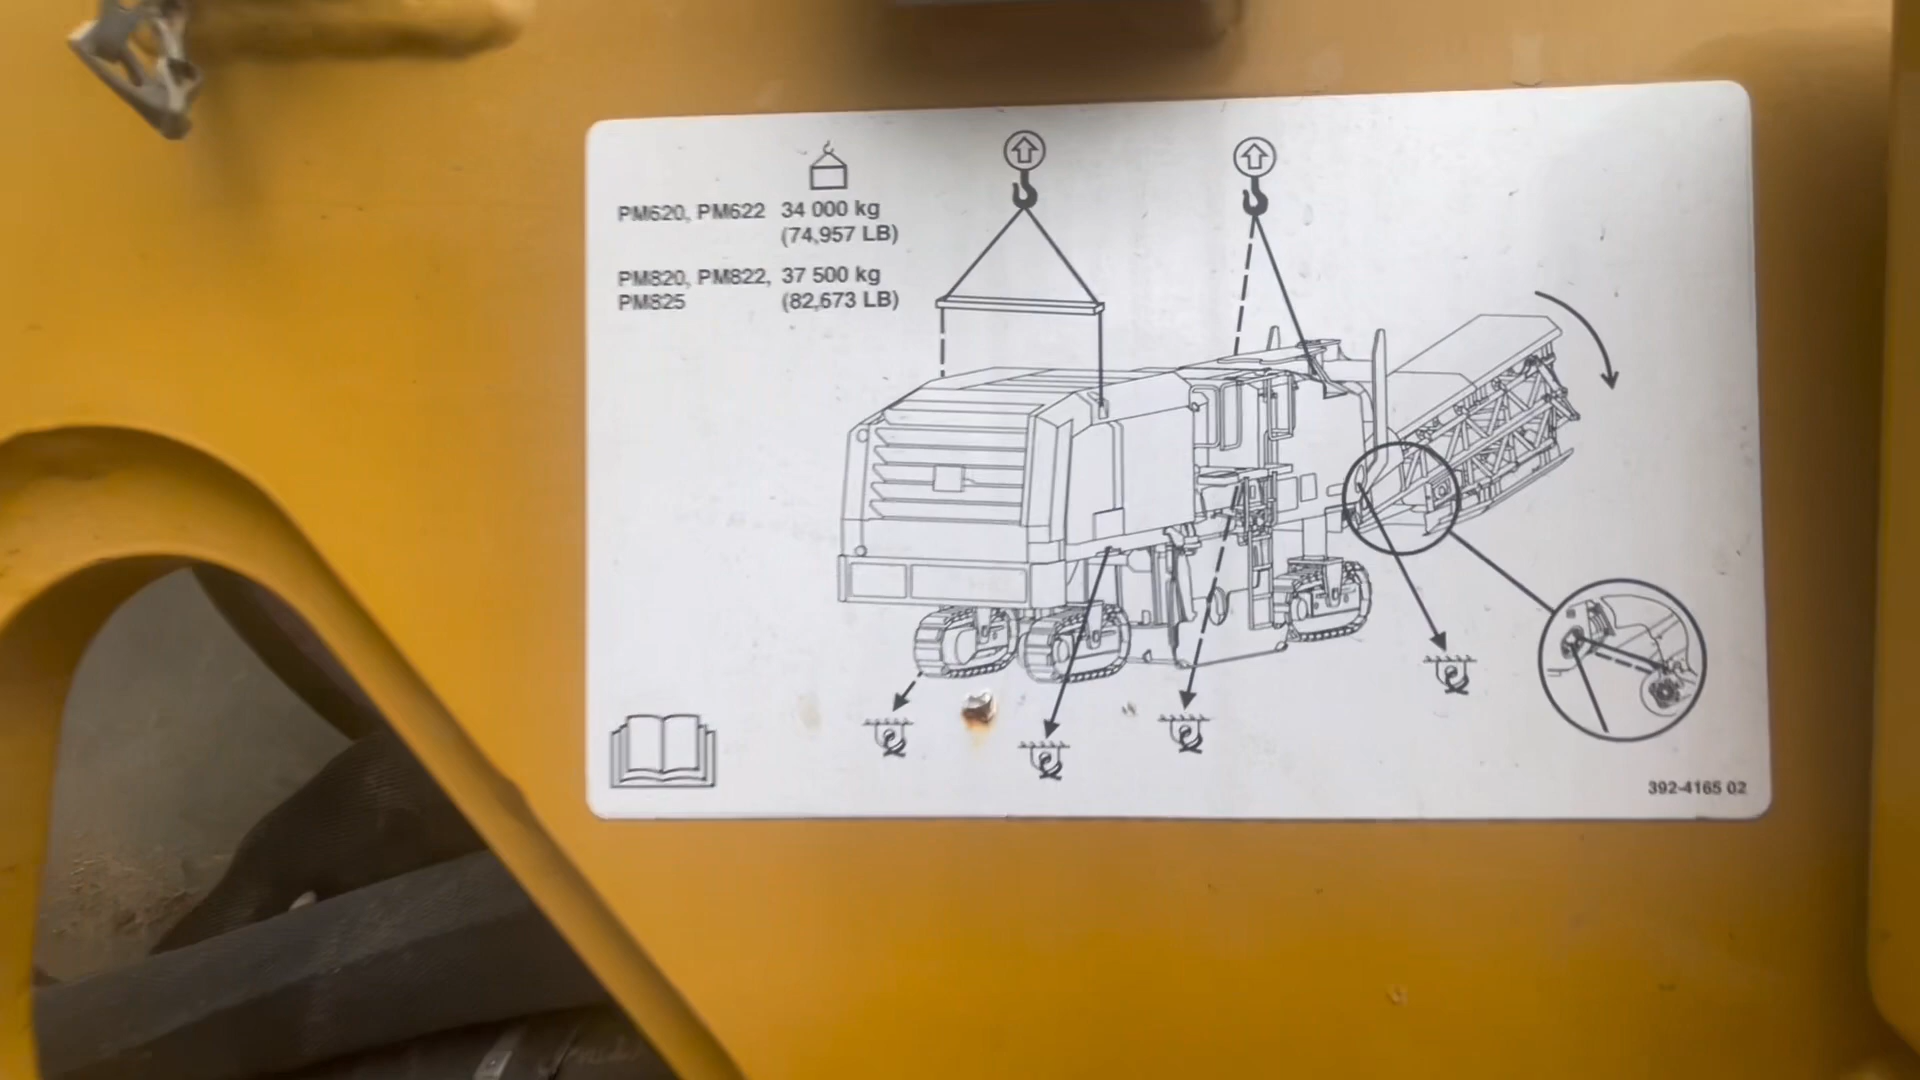 PM620, PM622 34 000 kg
(74,957 LB)
PM820, PM822, 37 500 kg
PM825 (82,673 LB)
392-4165 02